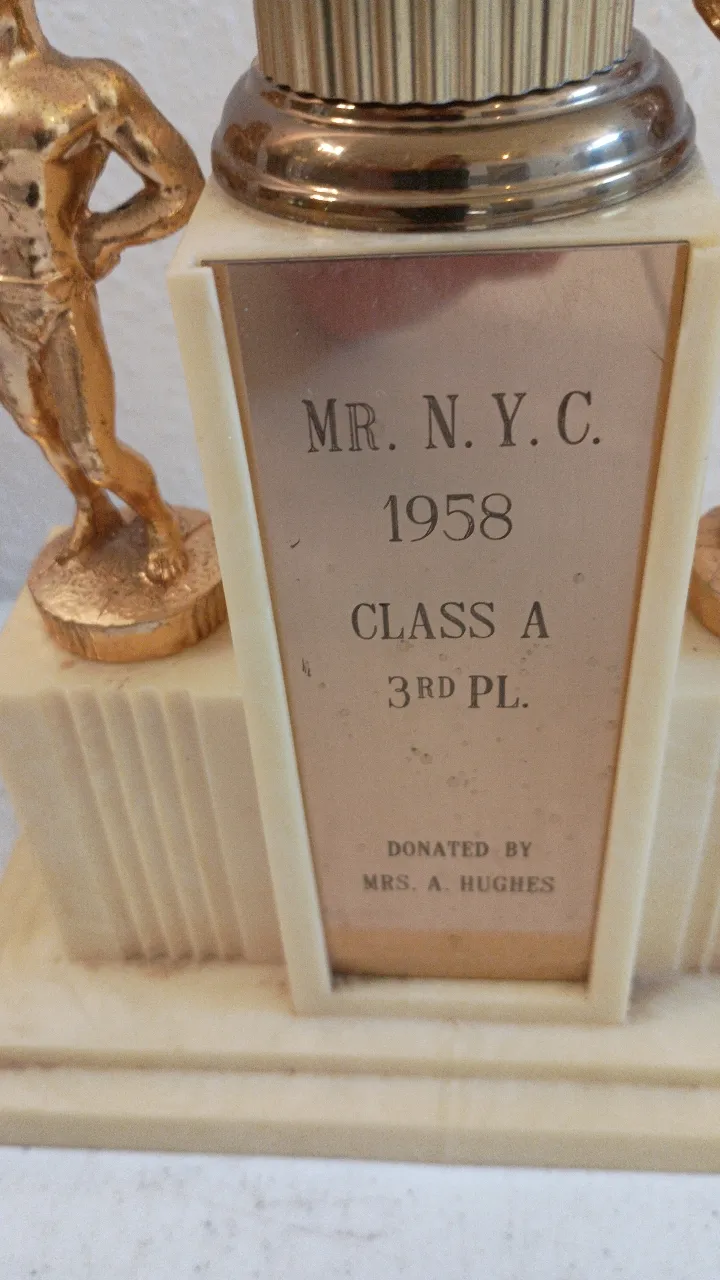 MR. N.Y.C.
1958
CLASS A
3RD PL.
DONATED BY
MRS. A. HUGHES